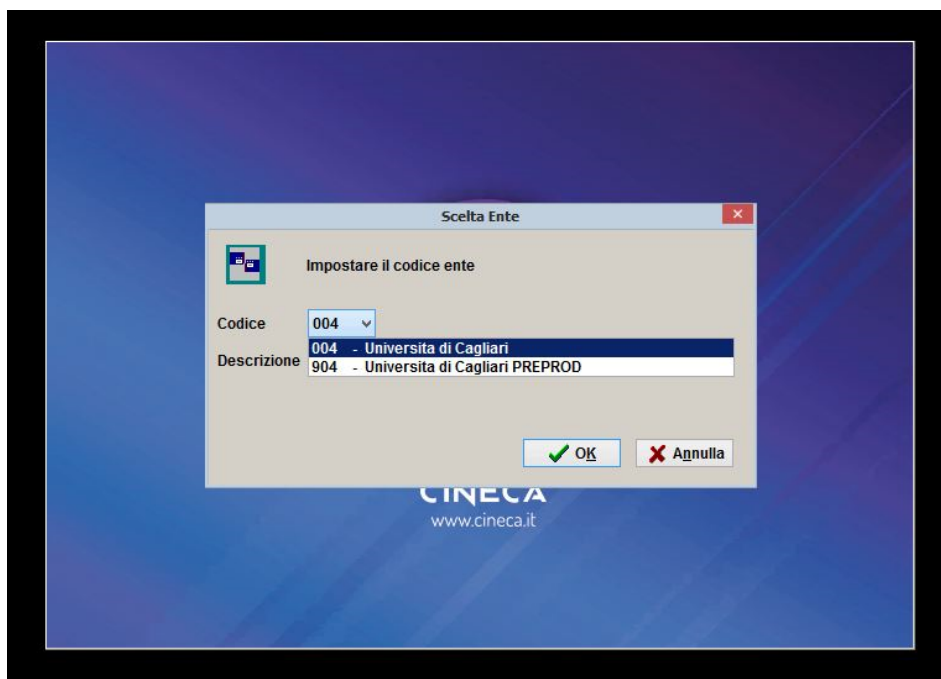 Scelta Ente
Impostare il codice ente
Codice 004
004 - Universita di Cagliari
Descrizione
904 - Universita di Cagliari PREPROD
OK Annulla
CINECA
www.cineca.it